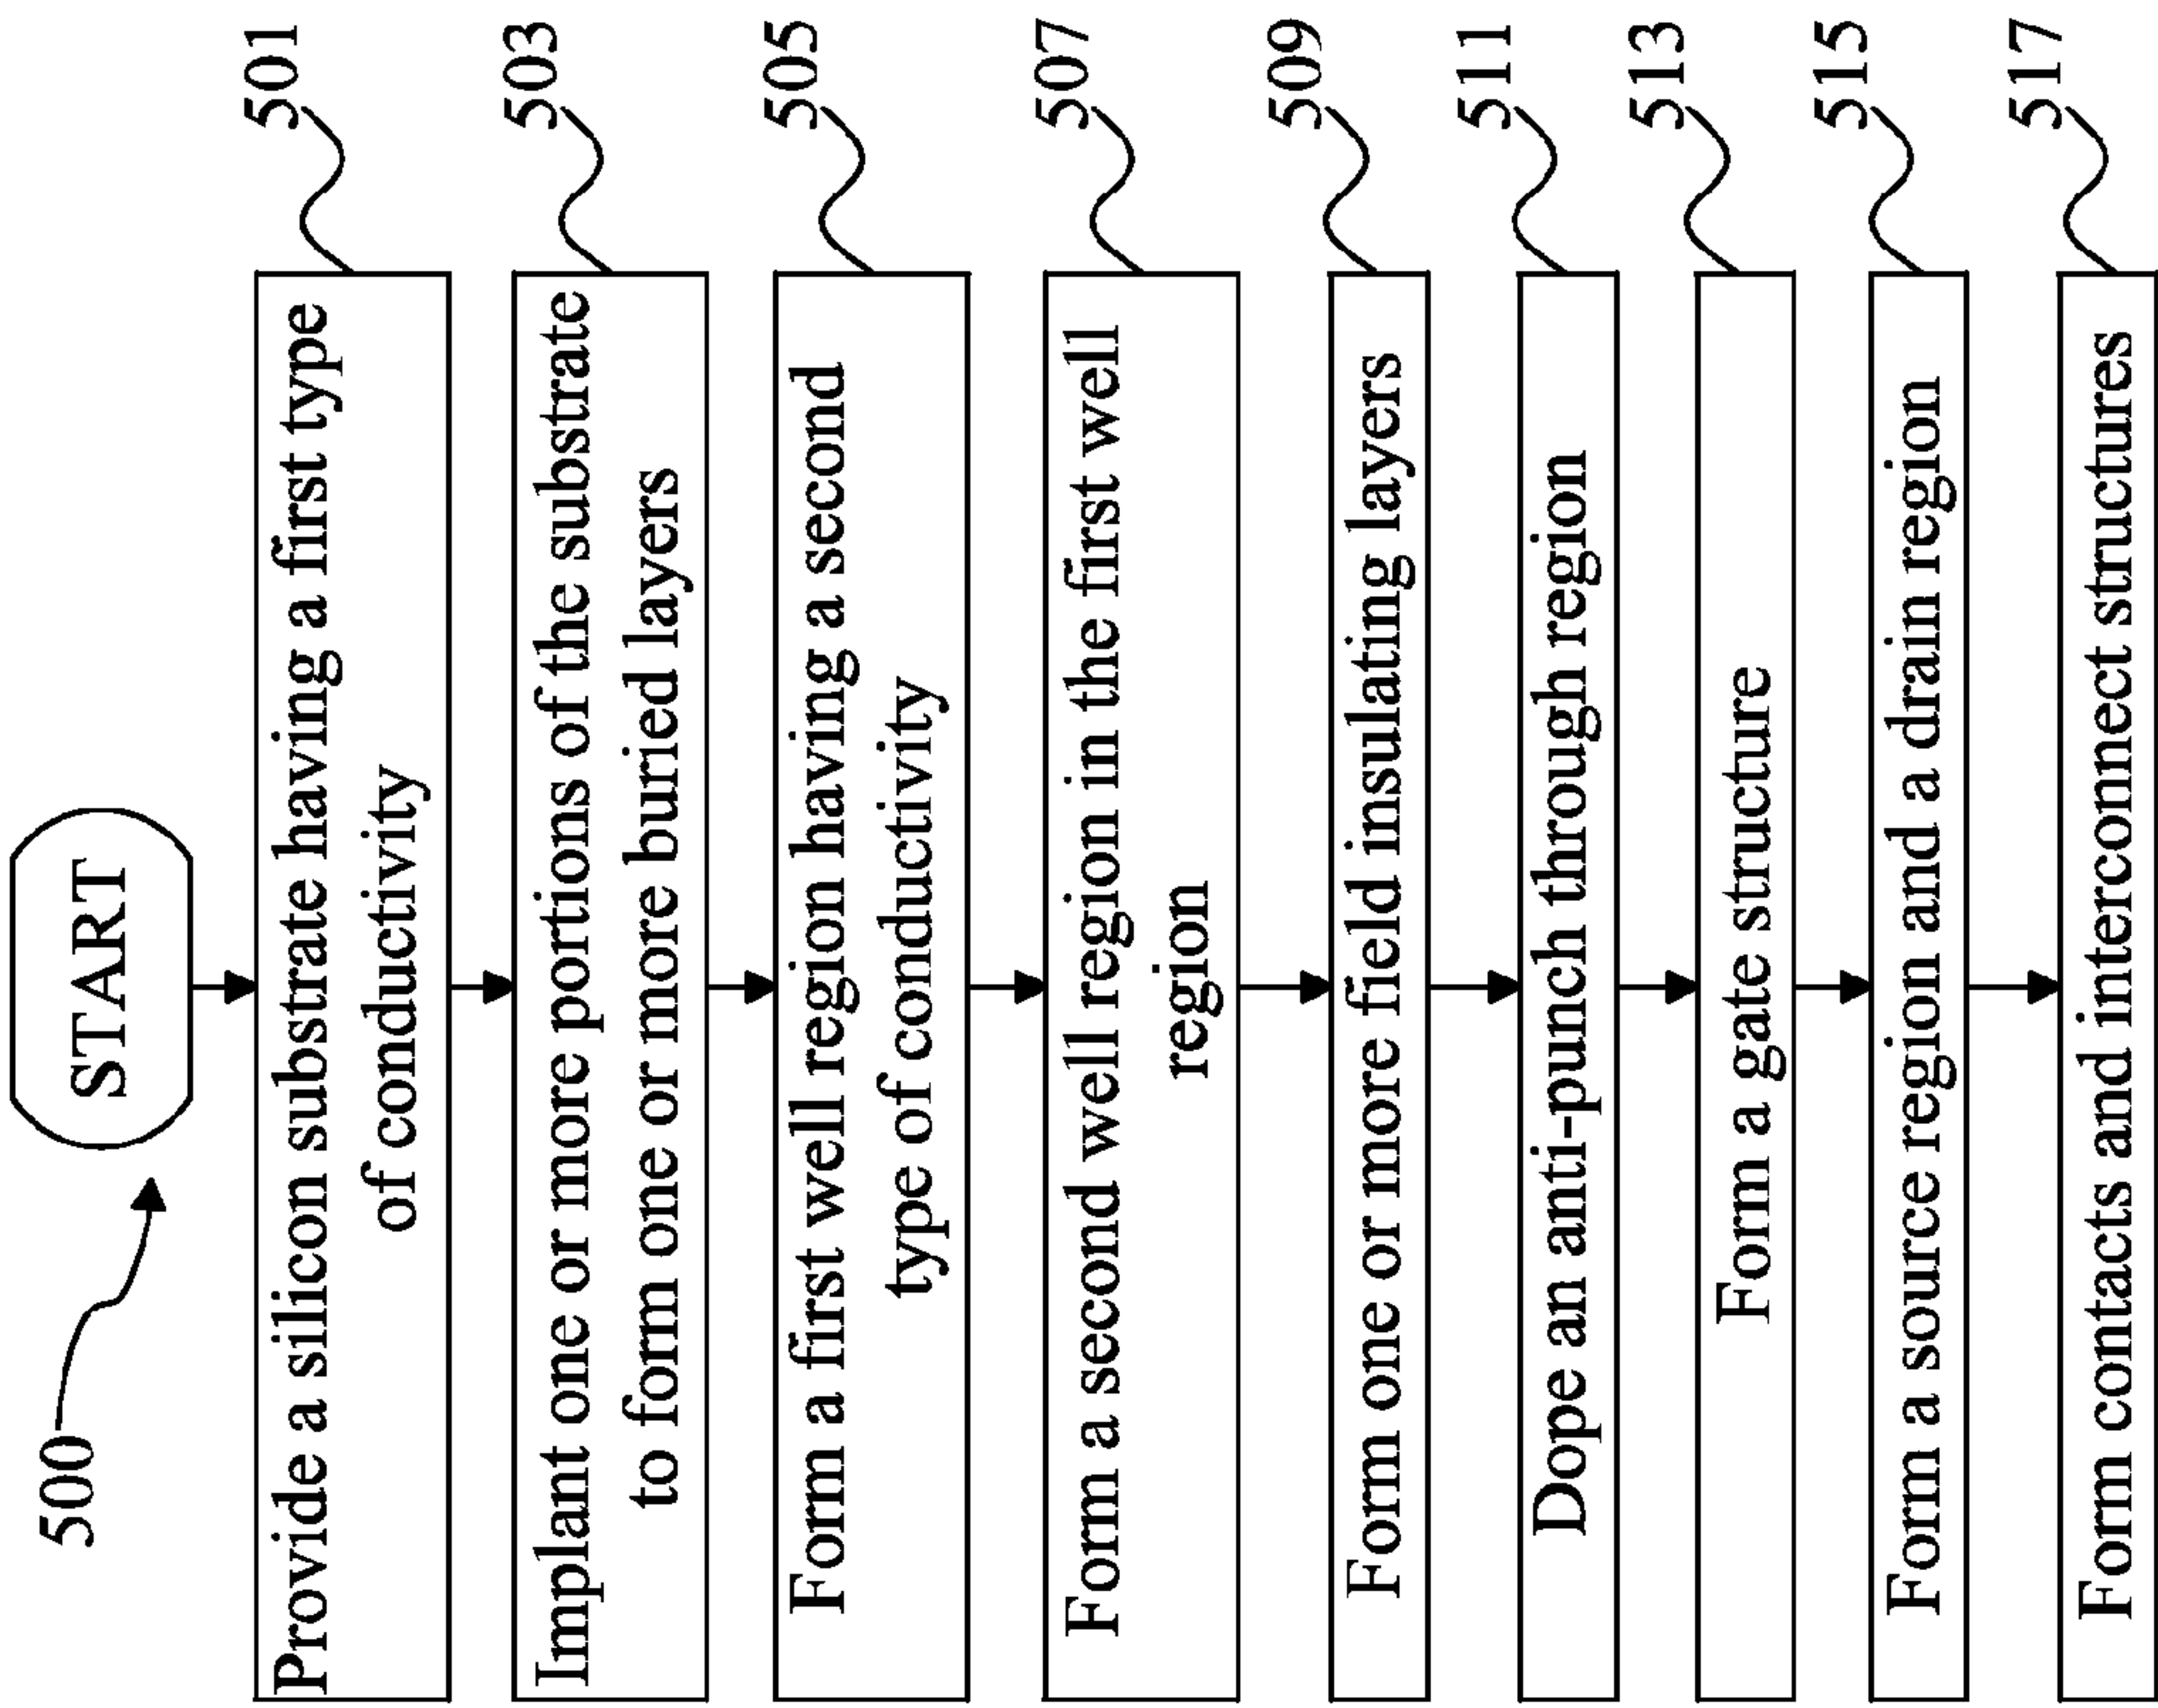 500
START
Provide a silicon substrate having a first type
of conductivity
501
Implant one or more portions of the substrate
to form one or more buried layers
503
Form a first well region having a second
type of conductivity
505
Form a second well region in the first well
region
507
Form one or more field insulating layers
509
Dope an anti-punch through region
511
Form a gate structure
513
Form a source region and a drain region
515
Form contacts and interconnect structures
517